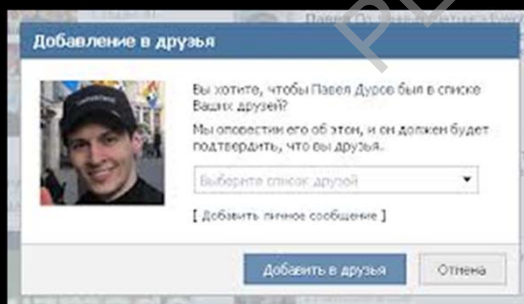 Добавление в друзья
Вы хотите, чтобы Павел Дуров был в списке
Ваших друзей?
Мы оповестим его об этом, и он должен будет
подтвердить, что вы друзья.
Выберите список друзей
[ Добавить личное сообщение ]
Добавить в друзья
Отмена